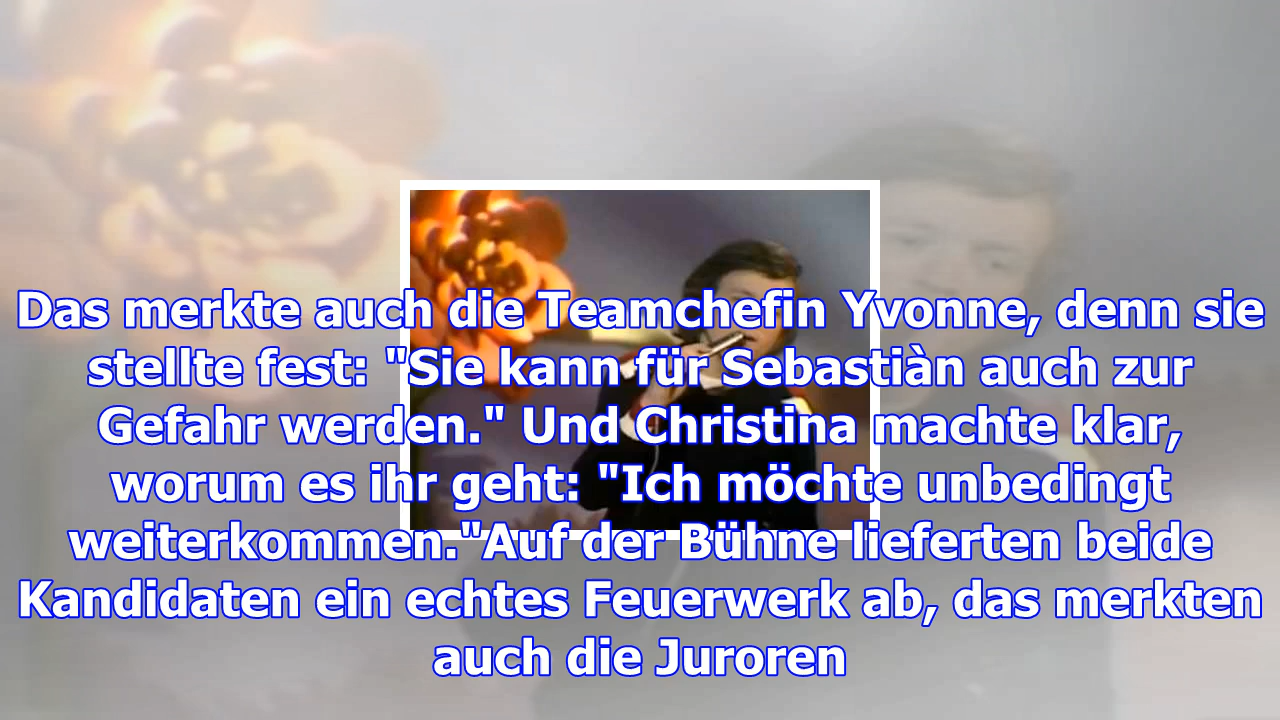 Das merkte auch die Teamchefin Yvonne, denn sie
stellte fest: "Sie kann für Sebastiàn auch zur
Gefahr werden." Und Christina machte klar,
worum es ihr geht: "Ich möchte unbedingt
weiterkommen."Auf der Bühne lieferten beide
Kandidaten ein echtes Feuerwerk ab, das merkten
auch die Juroren